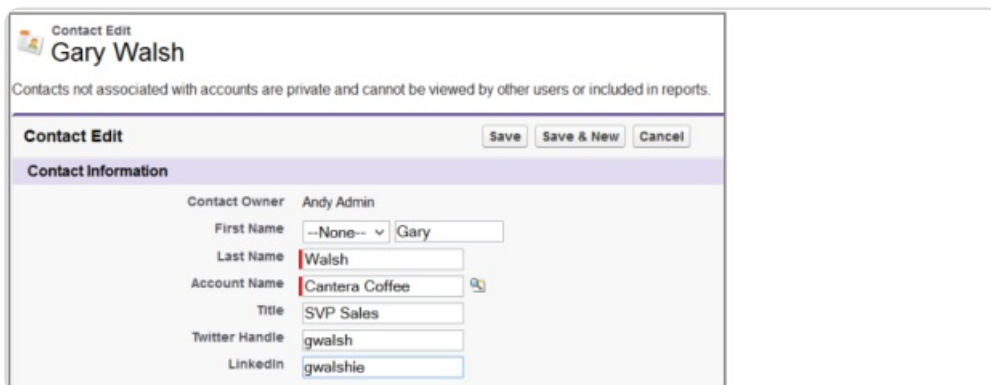 Contact Edit
Gary Walsh
Contacts not associated with accounts are private and cannot be viewed by other users or included in reports.
Contact Edit Save Save & New Cancel
Contact Information
Contact Owner Andy Admin
First Name --None-- Gary
Last Name Walsh
Account Name Cantera Coffee
Title SVP Sales
Twitter Handle gwalsh
LinkedIn gwalshie